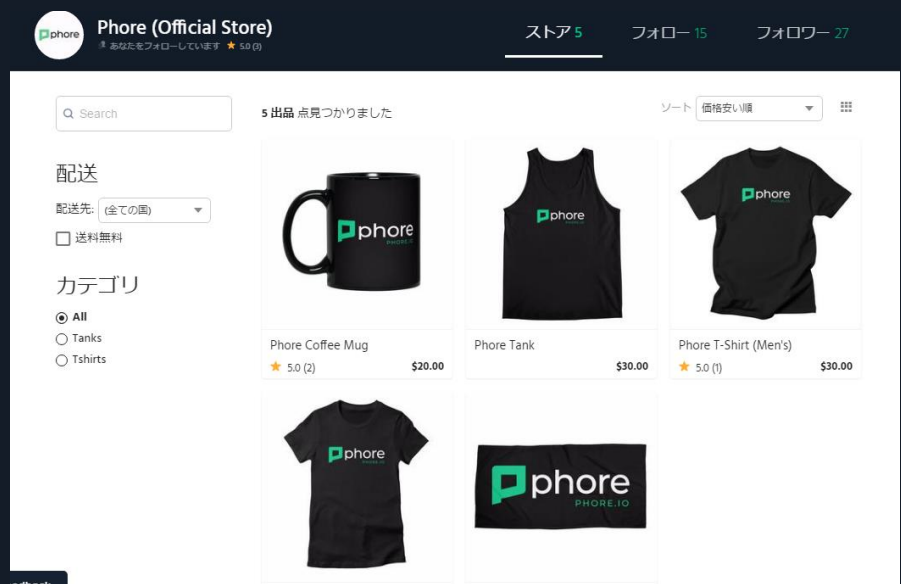 phore
Phore (Official Store)
あなたをフォローしています ★ 5.0 (3)
ストア 5
フォロー 15
フォロワー 27
Search
5 出品 点見つかりました
ソート 価格安い順
配送
配送先: (全ての国)
送料無料
カテゴリ
All
Tanks
Tshirts
phore
PHORE.IO
Phore Coffee Mug
★ 5.0 (2) $20.00
phore
PHORE.IO
Phore Tank
$30.00
phore
PHORE.IO
Phore T-Shirt (Men's)
★ 5.0 (1) $30.00
phore
PHORE.IO
phore
PHORE.IO